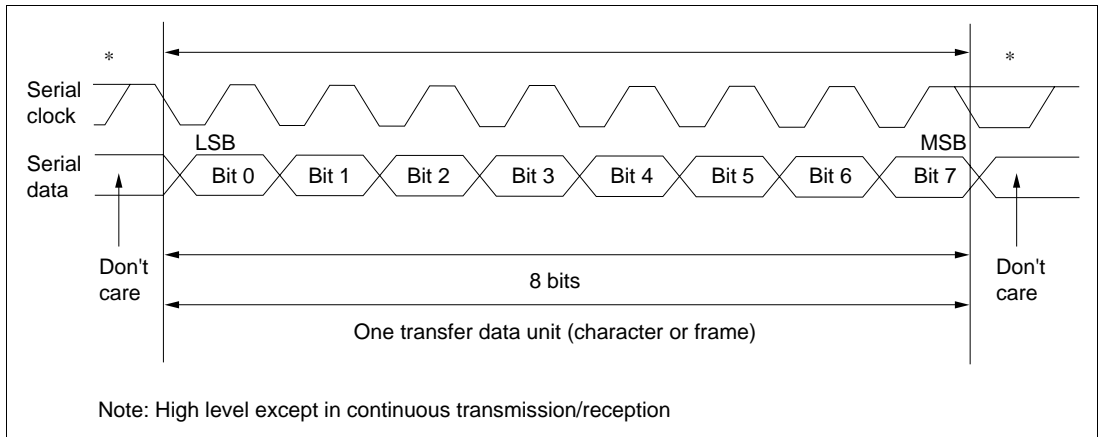 * *
Serial
clock
LSB MSB
Serial
data
Bit 0 Bit 1 Bit 2 Bit 3 Bit 4 Bit 5 Bit 6 Bit 7
Don't
care
8 bits
Don't
care
One transfer data unit (character or frame)
Note: High level except in continuous transmission/reception